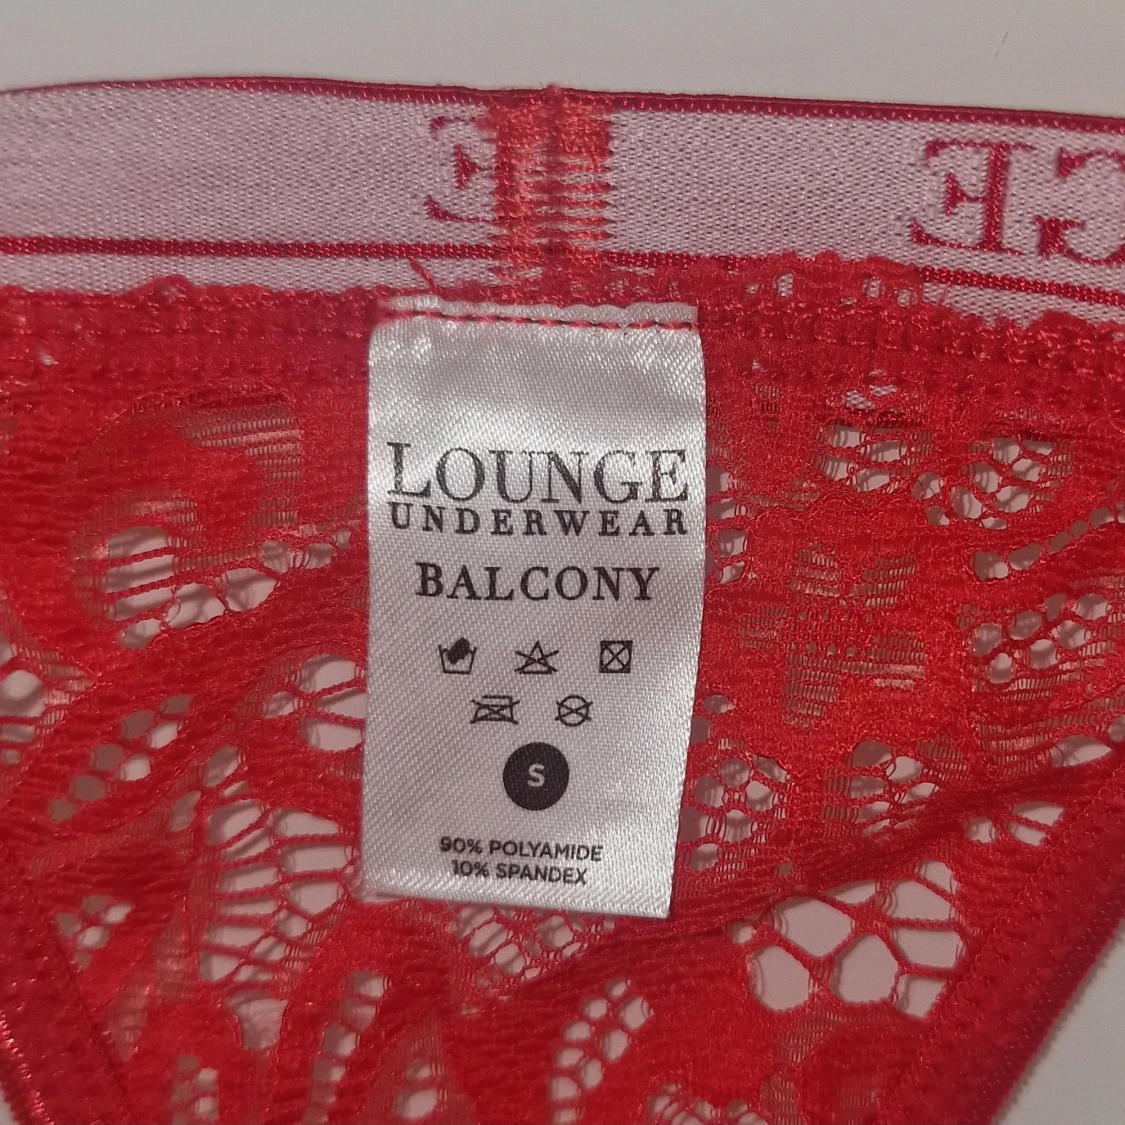 LOUNGE
UNDERWEAR
BALCONY
S
90% POLYAMIDE
10% SPANDEX